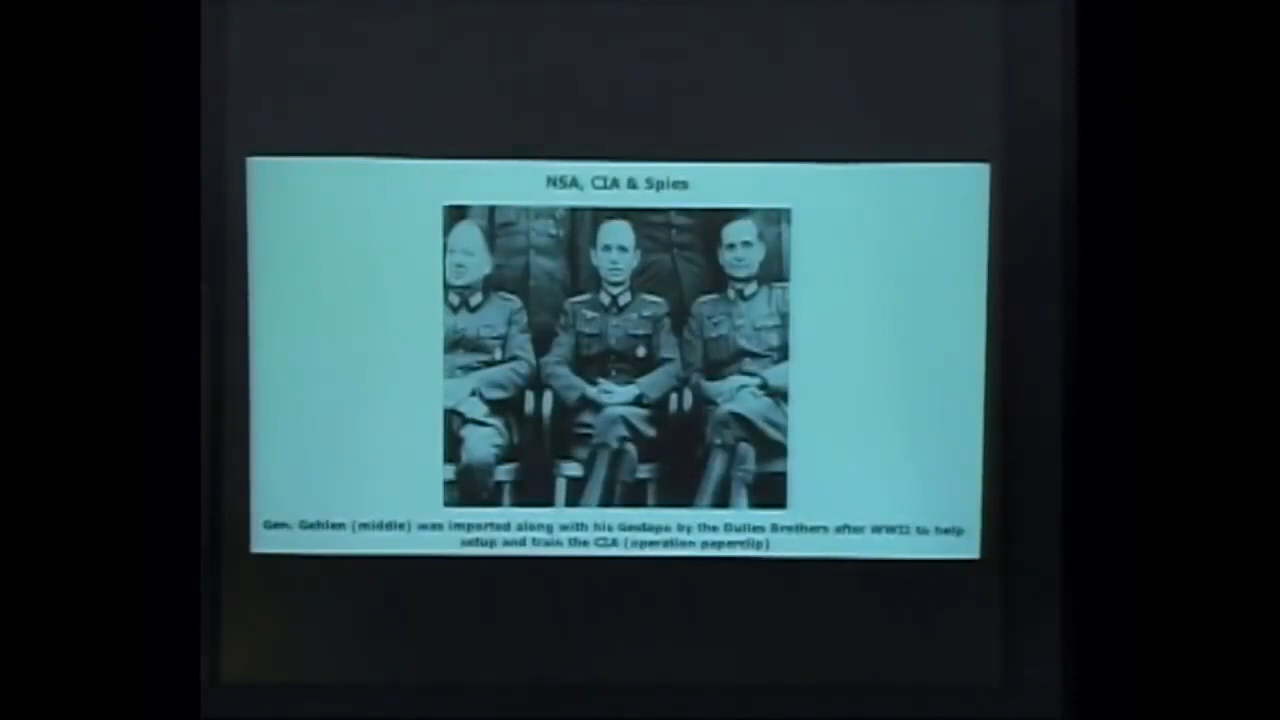 NSA, CIA & Spies
Gen. Gehlen (middle) was imported along with his Gestapo by the Dulles Brothers after WWII to help
setup and train the CIA (operation paperclip)